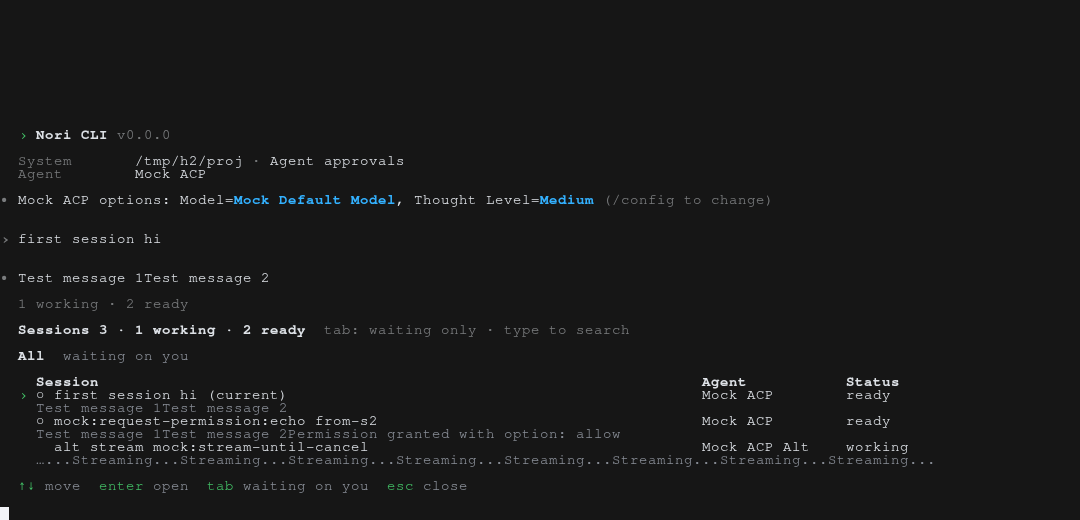 › Nori CLI v0.0.0
System /tmp/h2/proj · Agent approvals
Agent Mock ACP
• Mock ACP options: Model=Mock Default Model, Thought Level=Medium (/config to change)
› first session hi
• Test message 1Test message 2
1 working · 2 ready
Sessions 3 · 1 working · 2 ready tab: waiting only · type to search
All waiting on you
Session Agent Status
› ○ first session hi (current) Mock ACP ready
Test message 1Test message 2
○ mock:request-permission:echo from-s2 Mock ACP ready
Test message 1Test message 2Permission granted with option: allow
alt stream mock:stream-until-cancel Mock ACP Alt working
…...Streaming...Streaming...Streaming...Streaming...Streaming...Streaming...Streaming...Streaming...
↑↓ move enter open tab waiting on you esc close